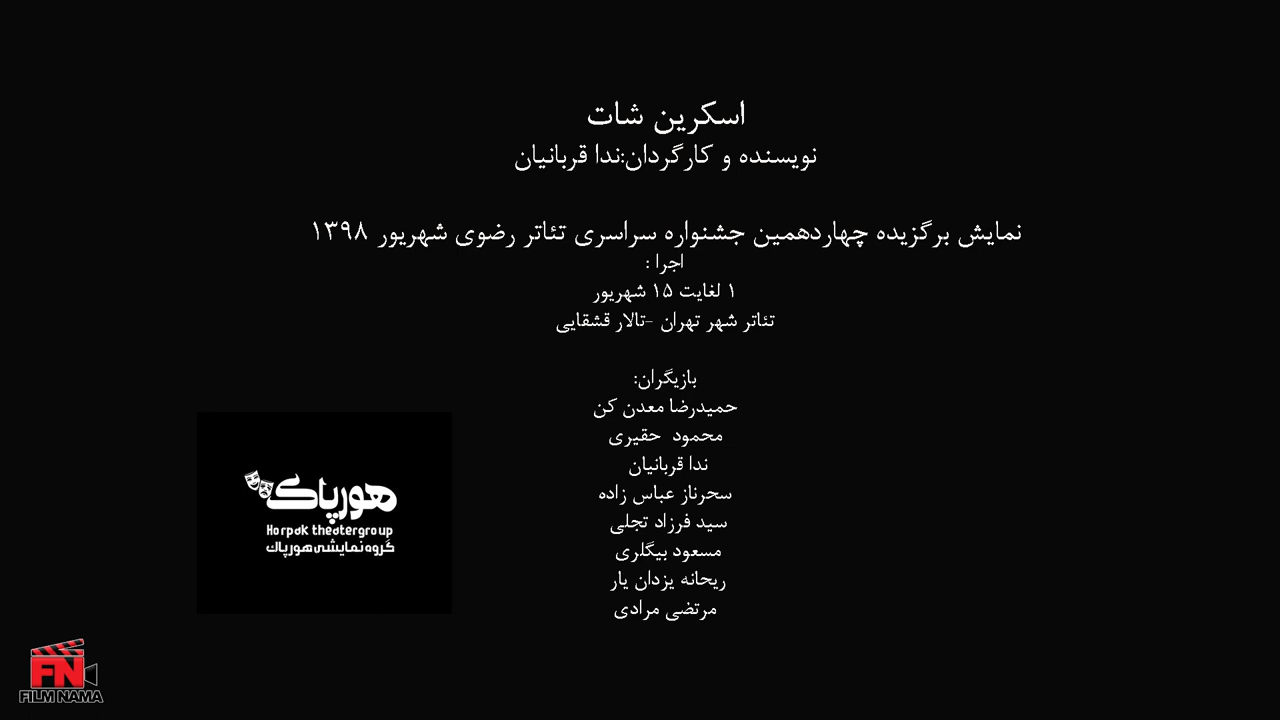 اسکرین شات
نویسنده و کارگردان:ندا قربانیان
نمایش برگزیده چهاردهمین جشنواره سراسری تئاتر رضوی شهریور ۱۳۹۸
اجرا :
۱ لغایت ۱۵ شهریور
تئاتر شهر تهران -تالار قشقایی
بازیگران:
حمیدرضا معدن کن
محمود حقیری
ندا قربانیان
سحرناز عباس زاده
سید فرزاد تجلی
مسعود بیگلری
ریحانه یزدان یار
مرتضی مرادی
هورپاک
Horpak theatergroup
گروه نمایشی هورپاک
FN
FILM NAMA